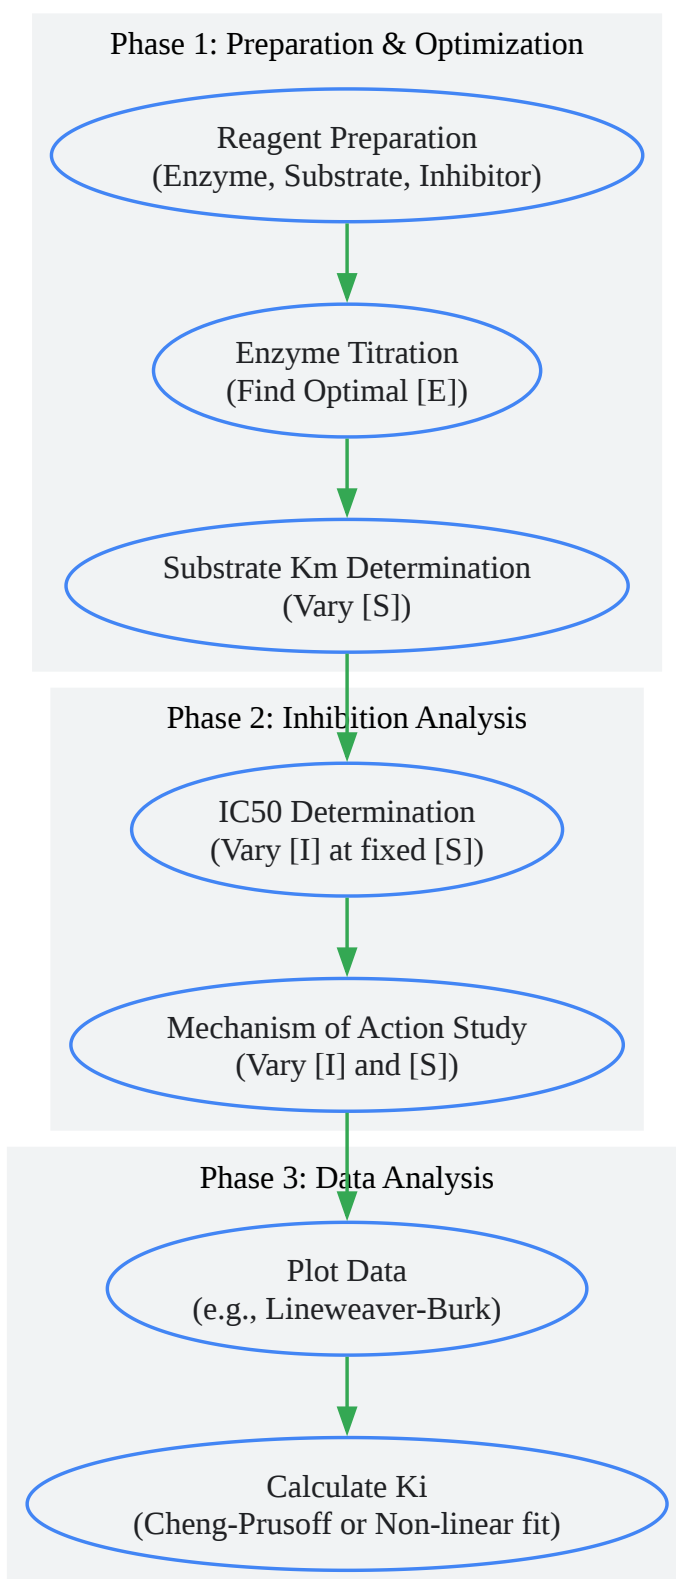 Phase 1: Preparation & Optimization
Reagent Preparation
(Enzyme, Substrate, Inhibitor)
Enzyme Titration
(Find Optimal [E])
Substrate Km Determination
(Vary [S])
Phase 2: Inhibition Analysis
IC50 Determination
(Vary [I] at fixed [S])
Mechanism of Action Study
(Vary [I] and [S])
Phase 3: Data Analysis
Plot Data
(e.g., Lineweaver-Burk)
Calculate Ki
(Cheng-Prusoff or Non-linear fit)